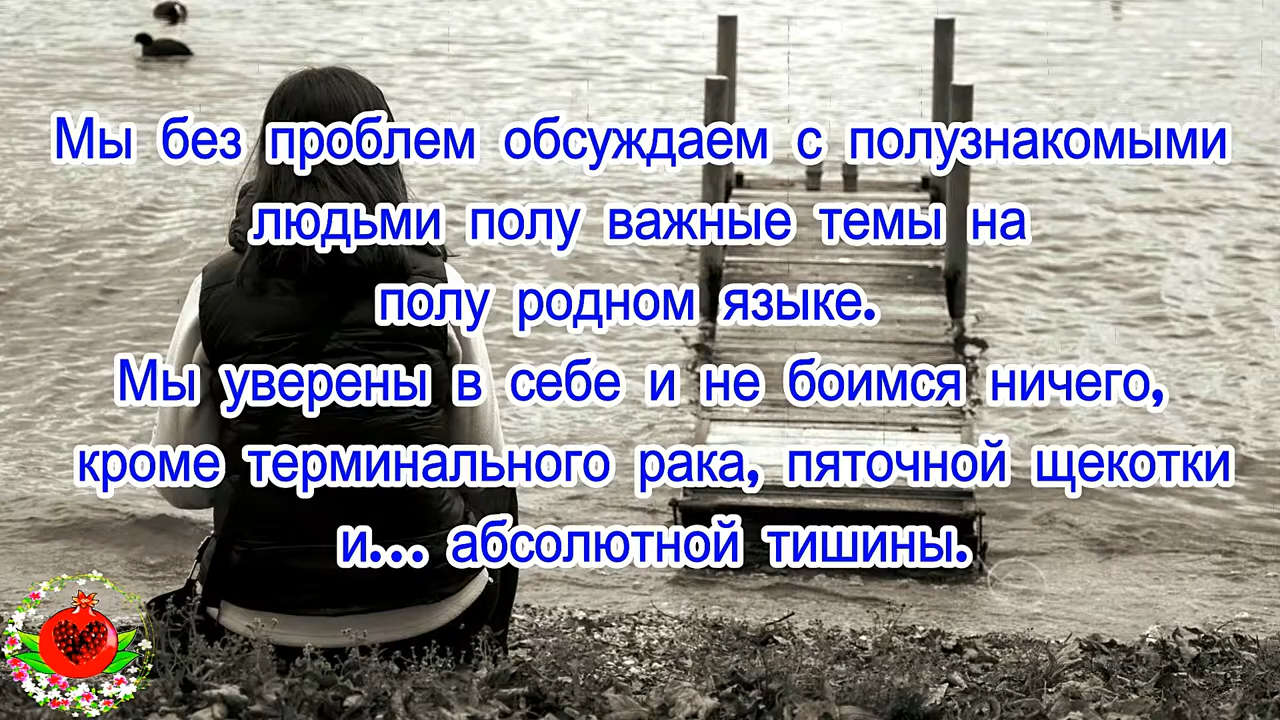 Мы без проблем обсуждаем с полузнакомыми
людьми полу важные темы на
полу родном языке.
Мы уверены в себе и не боимся ничего,
кроме терминального рака, пяточной щекотки
и... абсолютной тишины.